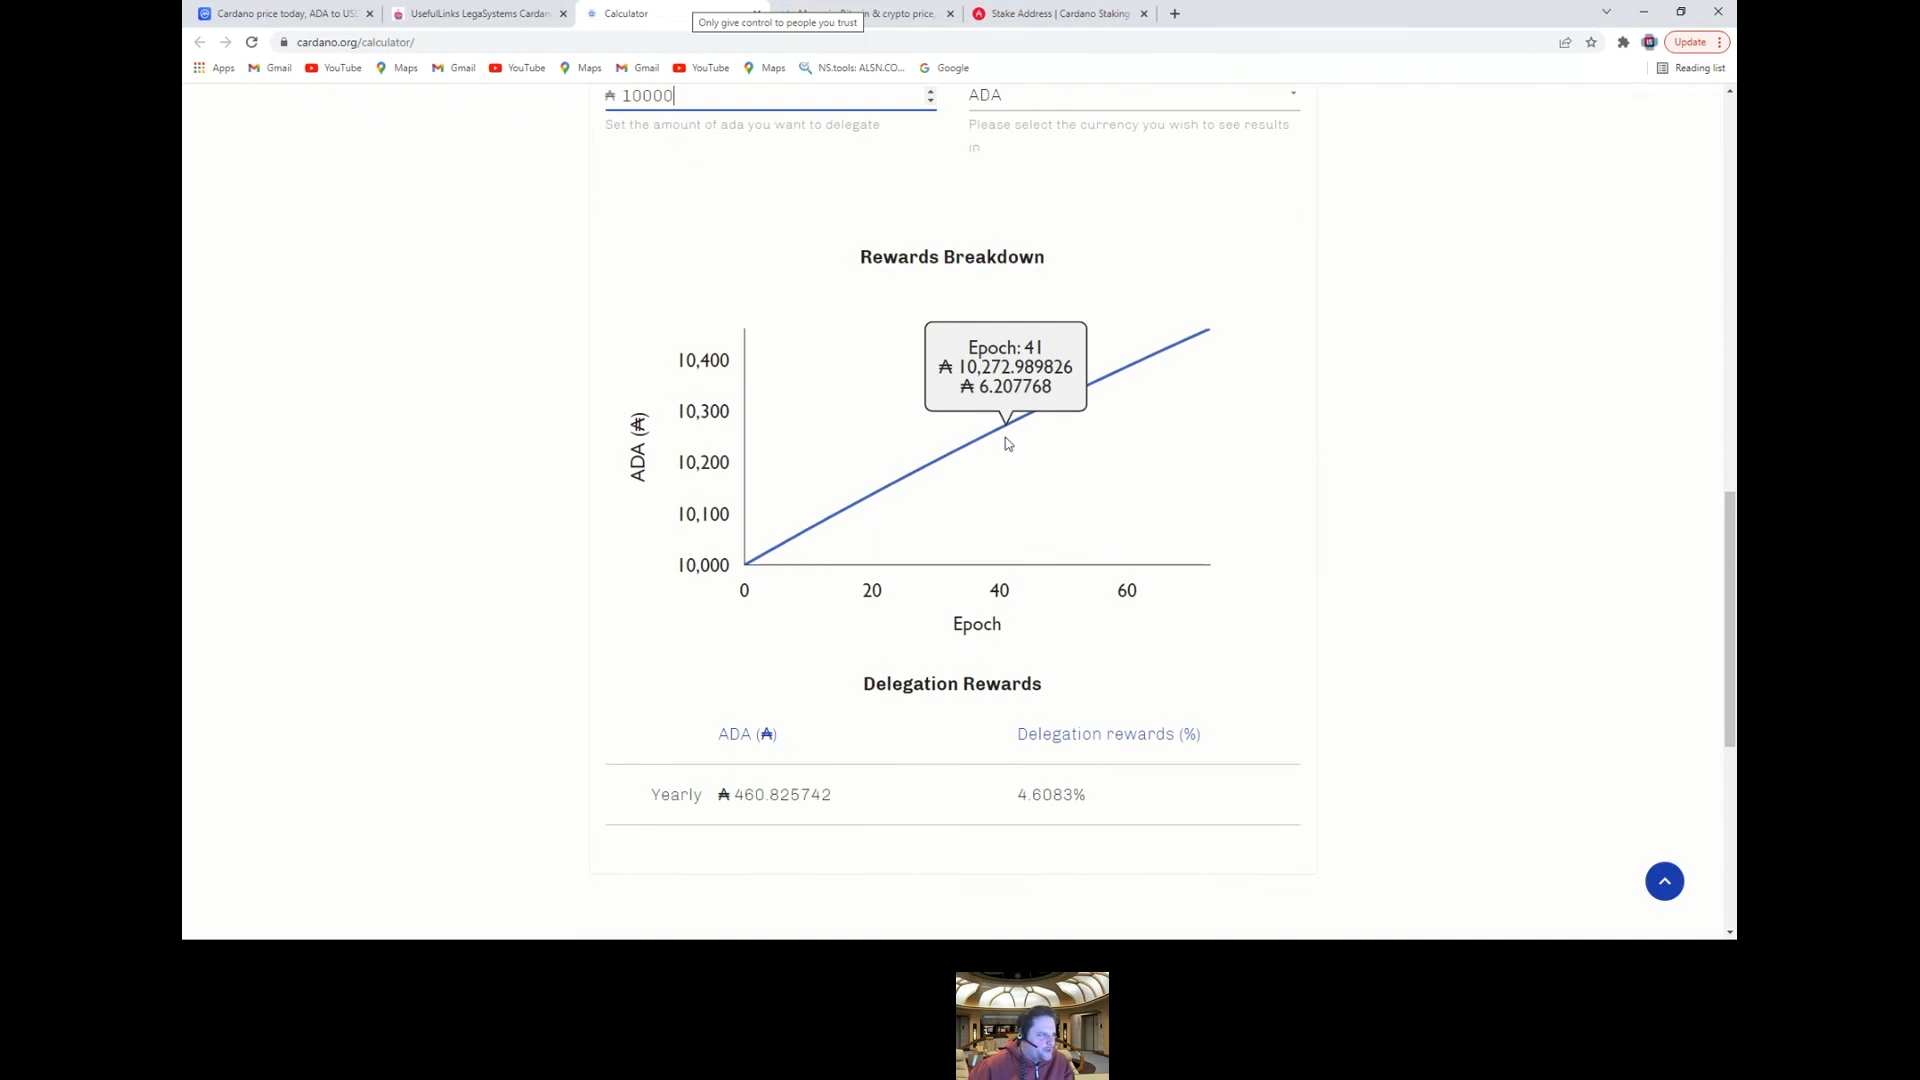 Cardano price today, ADA to US
UsefulLinks LegaSystems Cardan
Calculator
Only give control to people you trust
& crypto price,
Stake Address | Cardano Staking
cardano.org/calculator/
Update
Apps
Gmail
YouTube
Maps
Gmail
YouTube
Maps
Gmail
YouTube
Maps
NS.tools: ALSN.CO...
Google
Reading list
₳ 10000
ADA
Set the amount of ada you want to delegate
Please select the currency you wish to see results
in
Rewards Breakdown
Epoch: 41
₳ 10,272.989826
₳ 6.207768
ADA (₳)
10,400
10,300
10,200
10,100
10,000
0 20 40 60
Epoch
Delegation Rewards
ADA (₳) Delegation rewards (%)
Yearly ₳ 460.825742 4.6083%